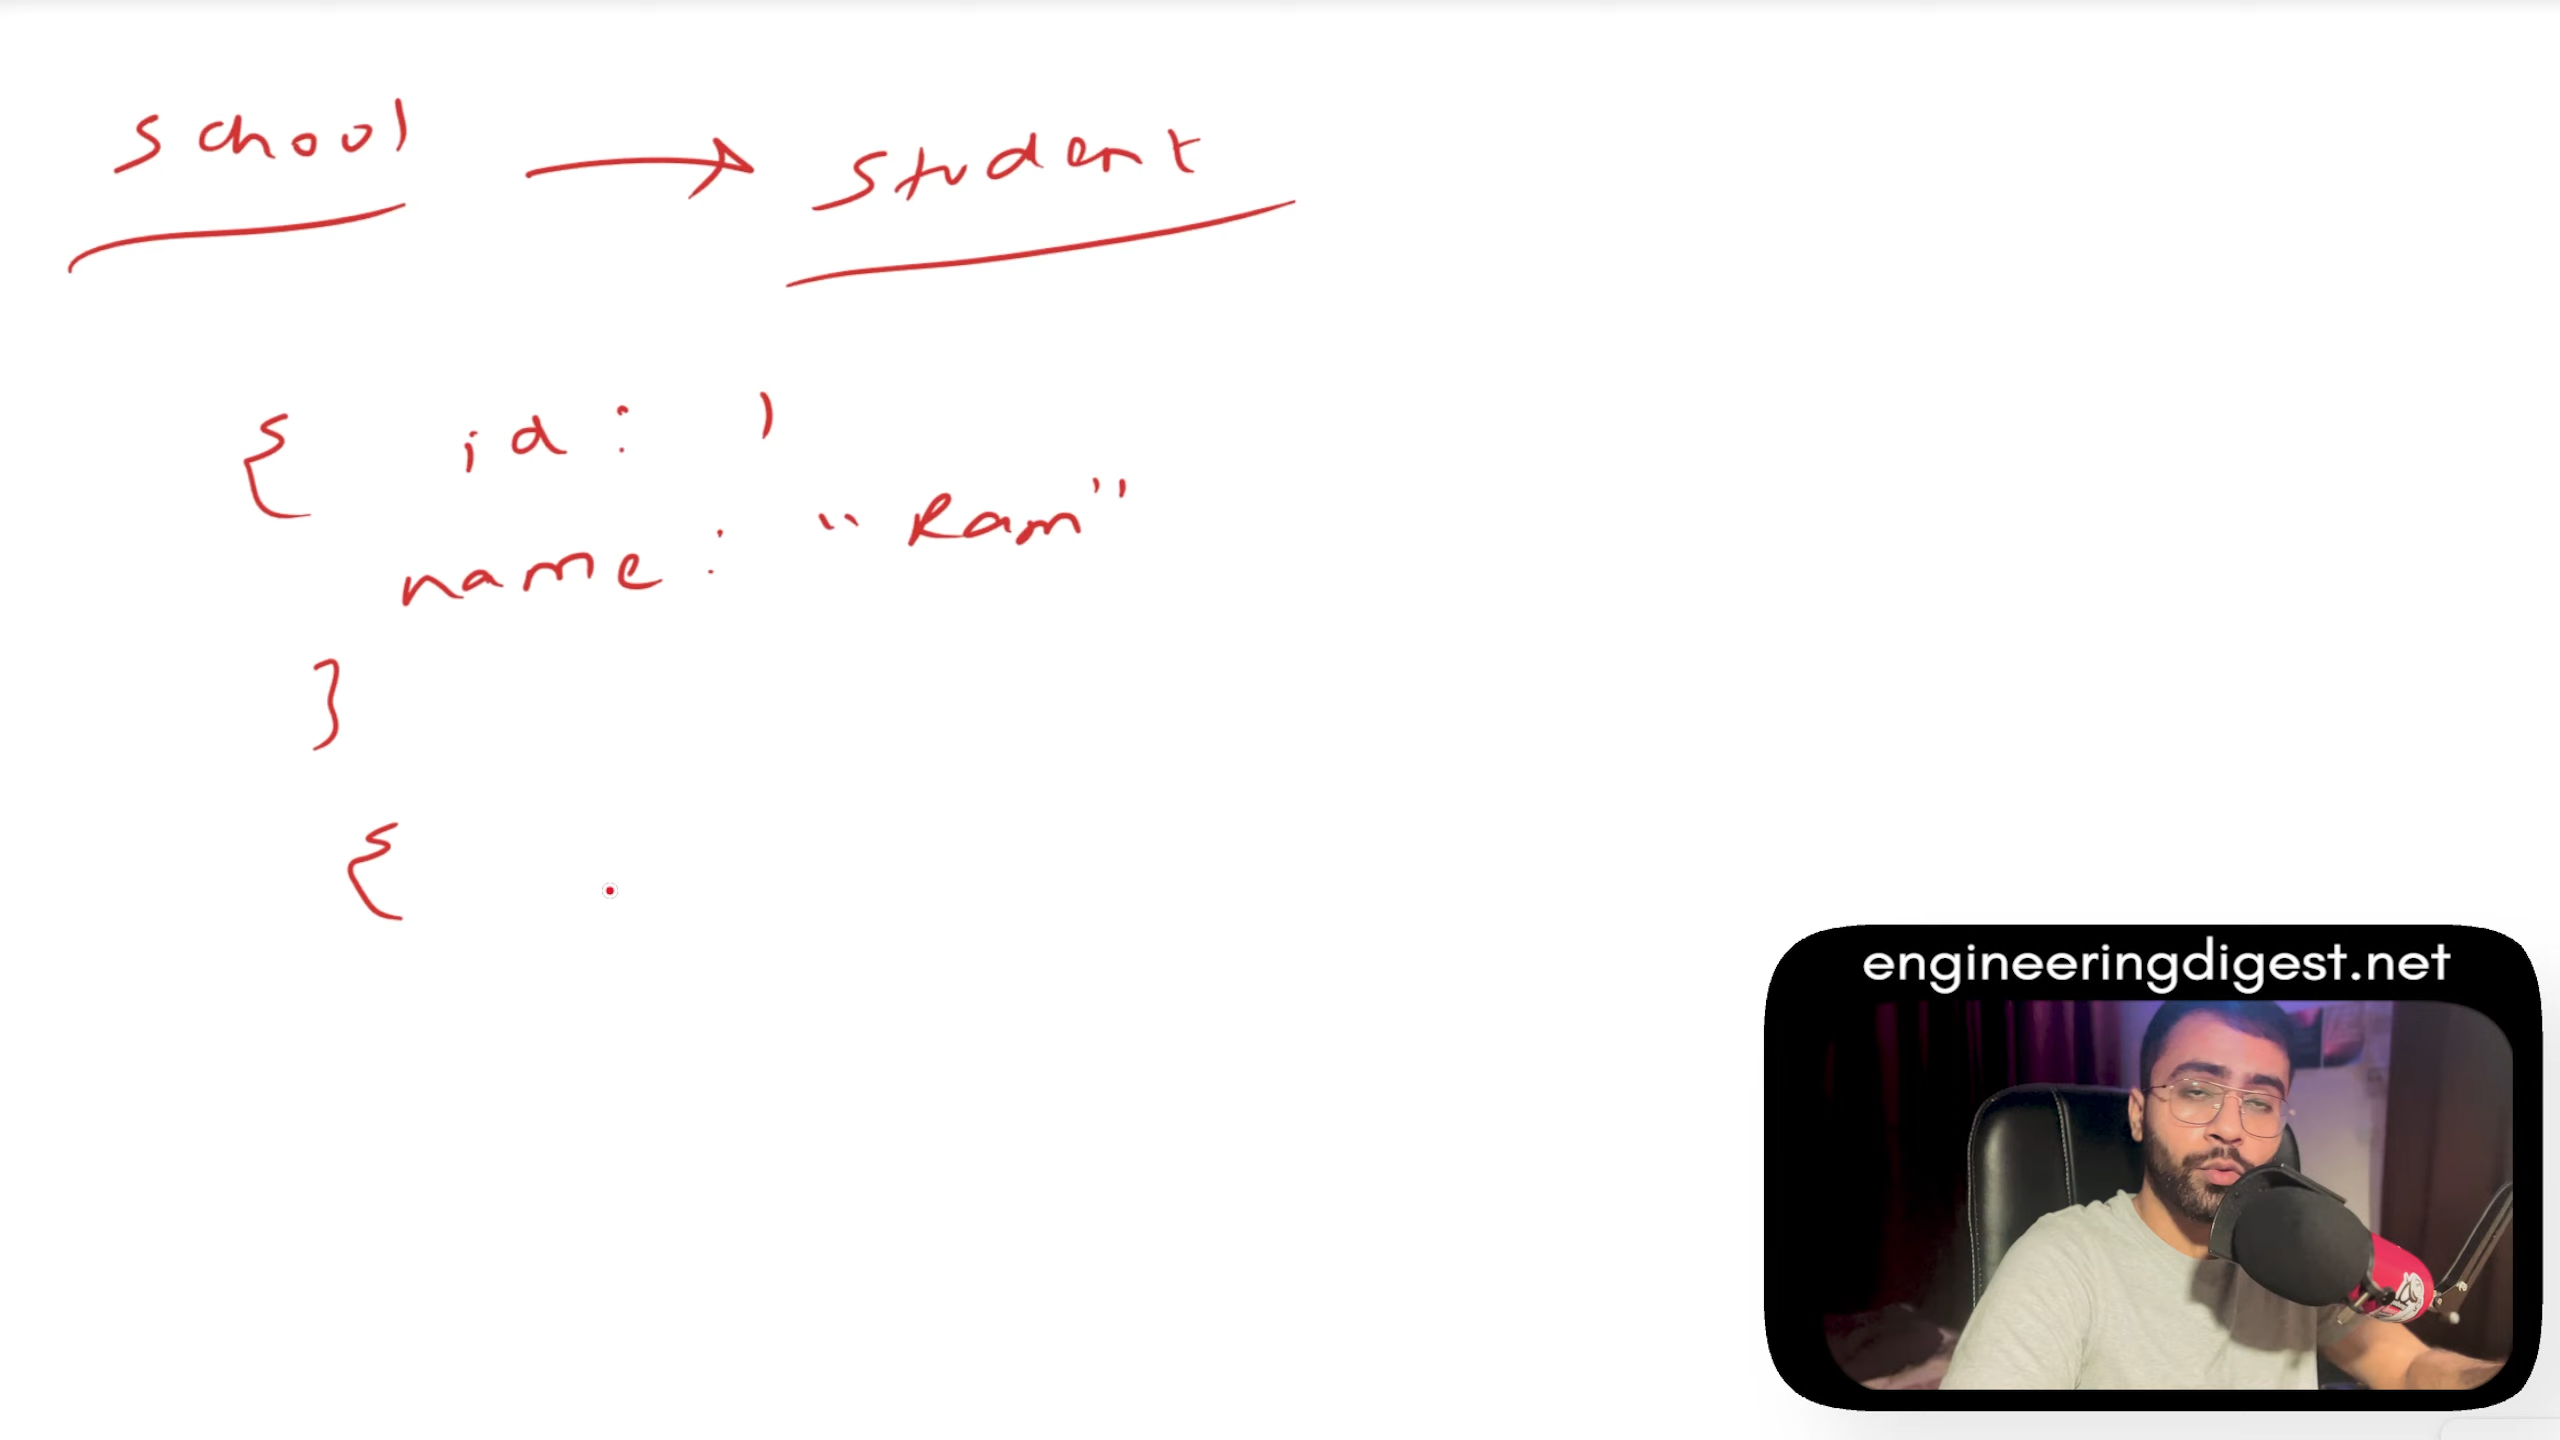 school → student
{ id: 1
name: "Ram"
}
{
engineeringdigest.net